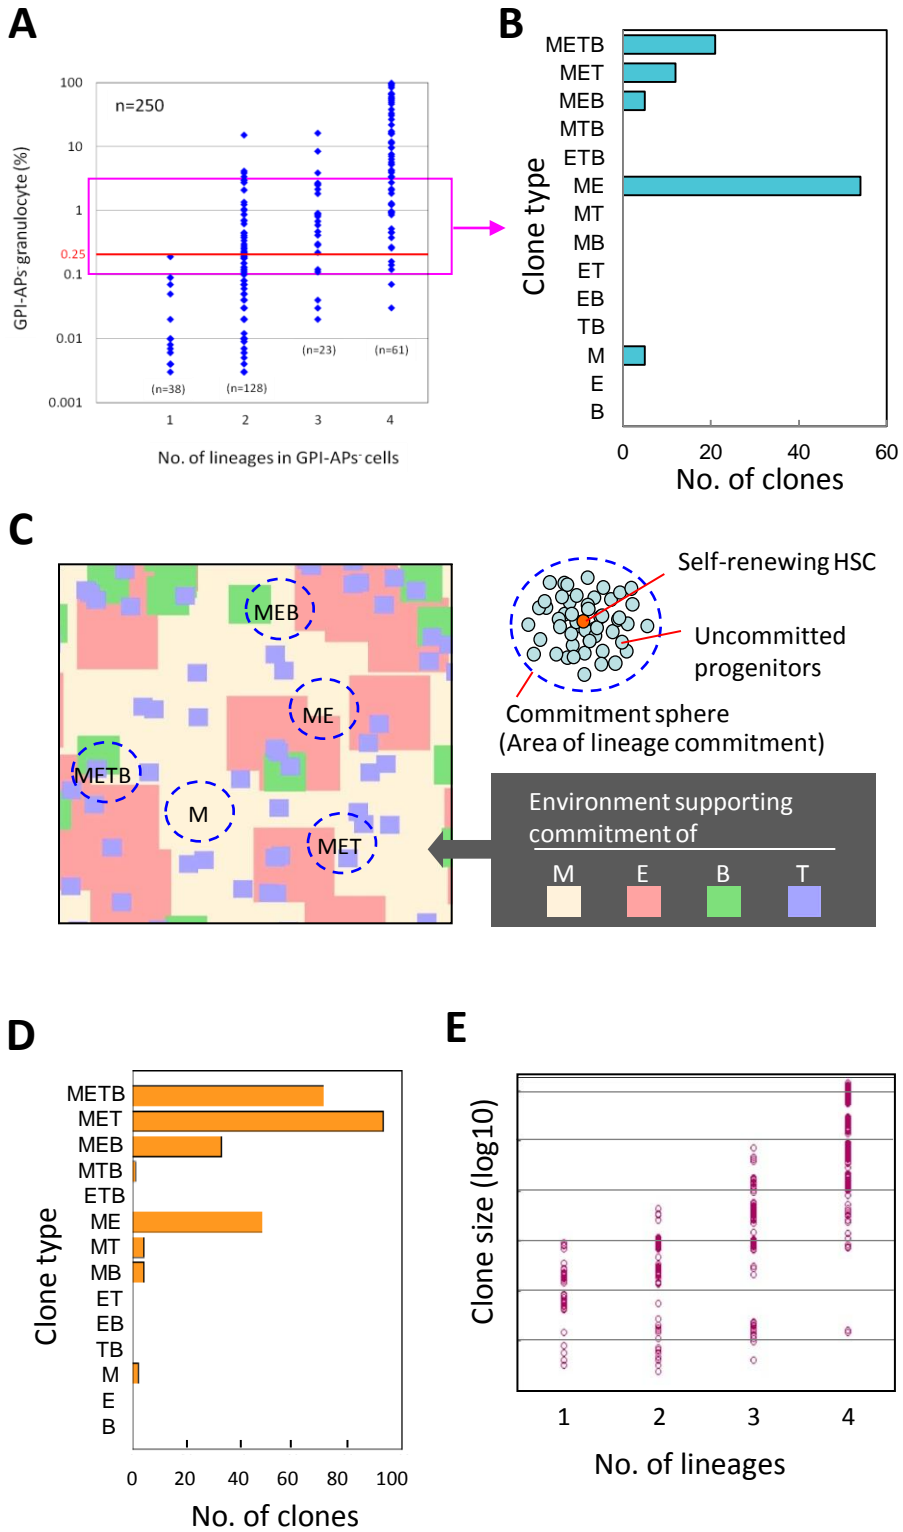 A
n=250
GPI-APs- granulocyte (%)
100
10
1
0.25
0.1
0.01
0.001
(n=38)
(n=128)
(n=23)
(n=61)
1 2 3 4
No. of lineages in GPI-APs- cells
B
Clone type
METB
MET
MEB
MTB
ETB
ME
MT
MB
ET
EB
TB
M
E
B
0 20 40 60
No. of clones
C
MEB
ME
METB
M
MET
Self-renewing HSC
Uncommitted
progenitors
Commitment sphere
(Area of lineage commitment)
Environment supporting
commitment of
M E B T
D
Clone type
METB
MET
MEB
MTB
ETB
ME
MT
MB
ET
EB
TB
M
E
B
0 20 40 60 80 100
No. of clones
E
Clone size (log10)
1 2 3 4
No. of lineages